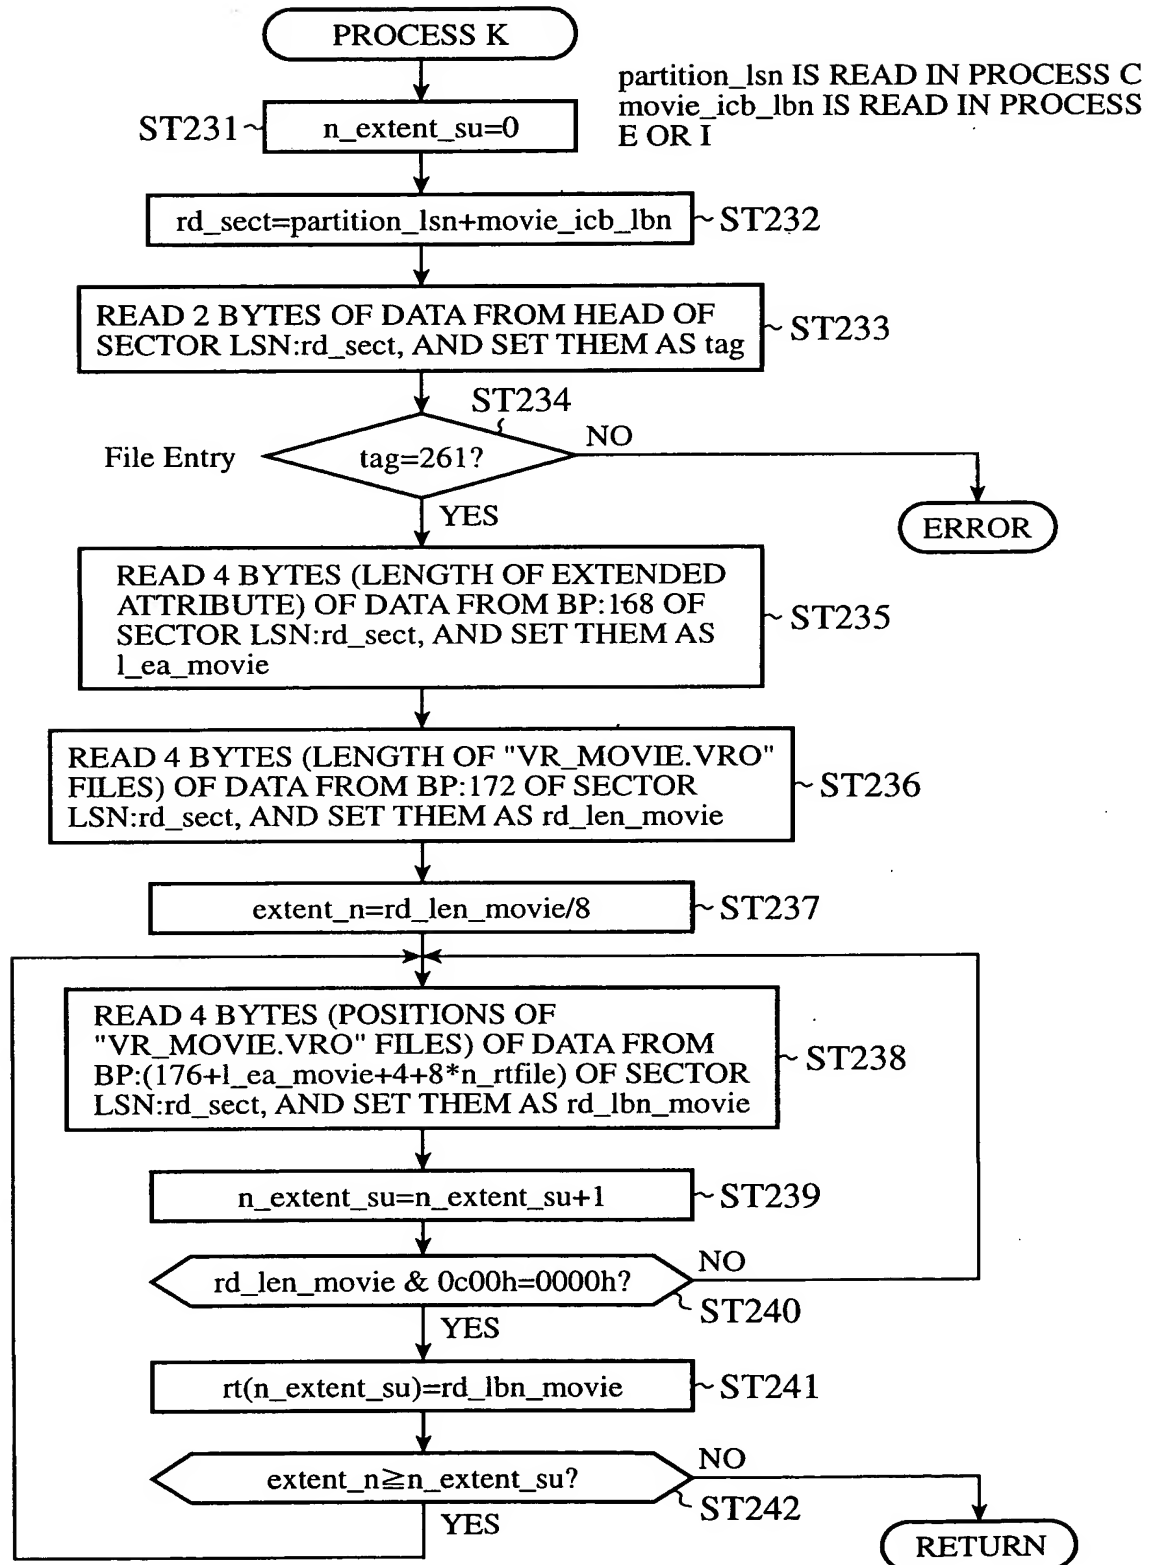 PROCESS K
partition_lsn IS READ IN PROCESS C
movie_icb_lbn IS READ IN PROCESS
E OR I
ST231
n_extent_su=0
rd_sect=partition_lsn+movie_icb_lbn
ST232
READ 2 BYTES OF DATA FROM HEAD OF
SECTOR LSN:rd_sect, AND SET THEM AS tag
ST233
ST234
File Entry
tag=261?
NO
YES
ERROR
READ 4 BYTES (LENGTH OF EXTENDED
ATTRIBUTE) OF DATA FROM BP:168 OF
SECTOR LSN:rd_sect, AND SET THEM AS
l_ea_movie
ST235
READ 4 BYTES (LENGTH OF "VR_MOVIE.VRO"
FILES) OF DATA FROM BP:172 OF SECTOR
LSN:rd_sect, AND SET THEM AS rd_len_movie
ST236
extent_n=rd_len_movie/8
ST237
READ 4 BYTES (POSITIONS OF
"VR_MOVIE.VRO" FILES) OF DATA FROM
BP:(176+l_ea_movie+4+8*n_rtfile) OF SECTOR
LSN:rd_sect, AND SET THEM AS rd_lbn_movie
ST238
n_extent_su=n_extent_su+1
ST239
rd_len_movie & 0c00h=0000h?
NO
ST240
YES
rt(n_extent_su)=rd_lbn_movie
ST241
extent_n≧n_extent_su?
NO
ST242
YES
RETURN